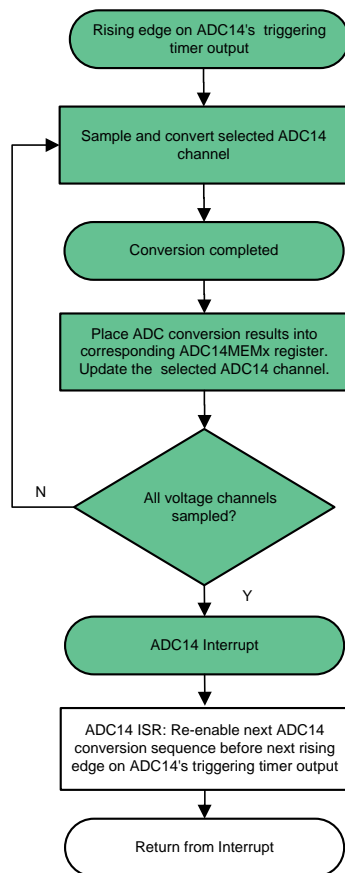 Rising edge on ADC14's triggering
timer output
Sample and convert selected ADC14
channel
Conversion completed
Place ADC conversion results into
corresponding ADC14MEMx register.
Update the selected ADC14 channel.
N
All voltage channels
sampled?
Y
ADC14 Interrupt
ADC14 ISR: Re-enable next ADC14
conversion sequence before next rising
edge on ADC14's triggering timer output
Return from Interrupt